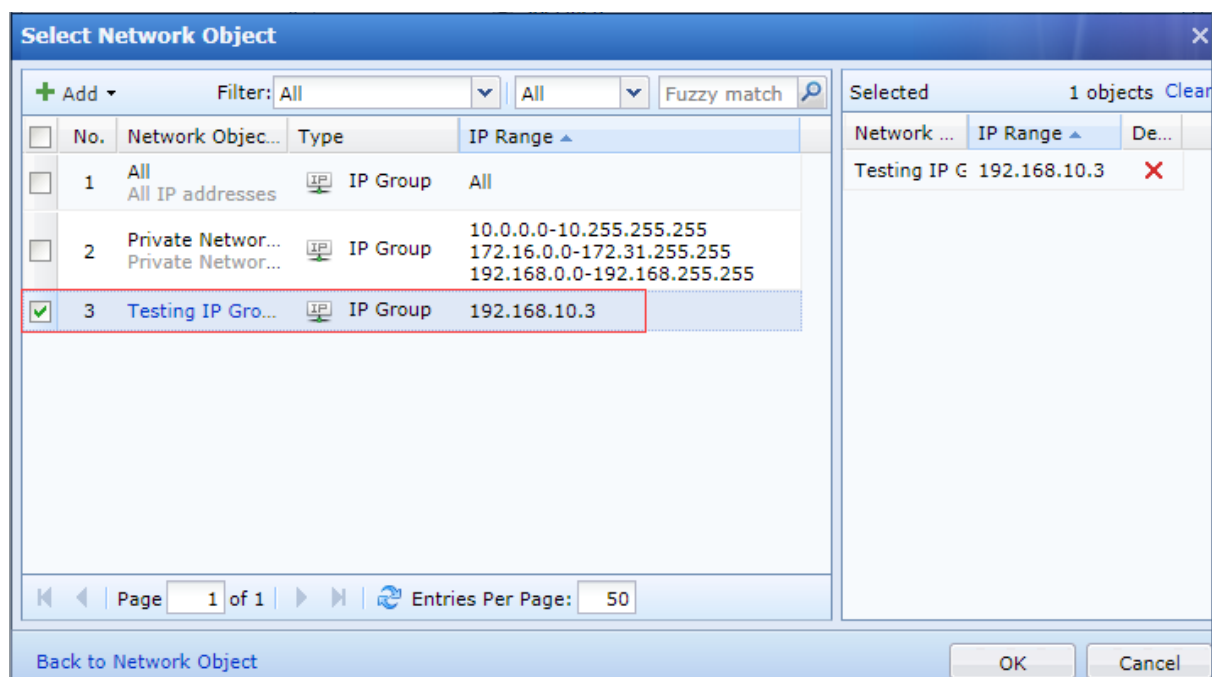 Select Network Object
Add Filter: All All Fuzzy match
No. Network Objec... Type IP Range
1 All IP Group All
All IP addresses
2 Private Networ... IP Group 10.0.0.0-10.255.255.255
Private Networ... 172.16.0.0-172.31.255.255
192.168.0.0-192.168.255.255
3 Testing IP Gro... IP Group 192.168.10.3
Page 1 of 1 Entries Per Page: 50
Selected 1 objects Clear
Network ... IP Range De...
Testing IP G 192.168.10.3
Back to Network Object OK Cancel